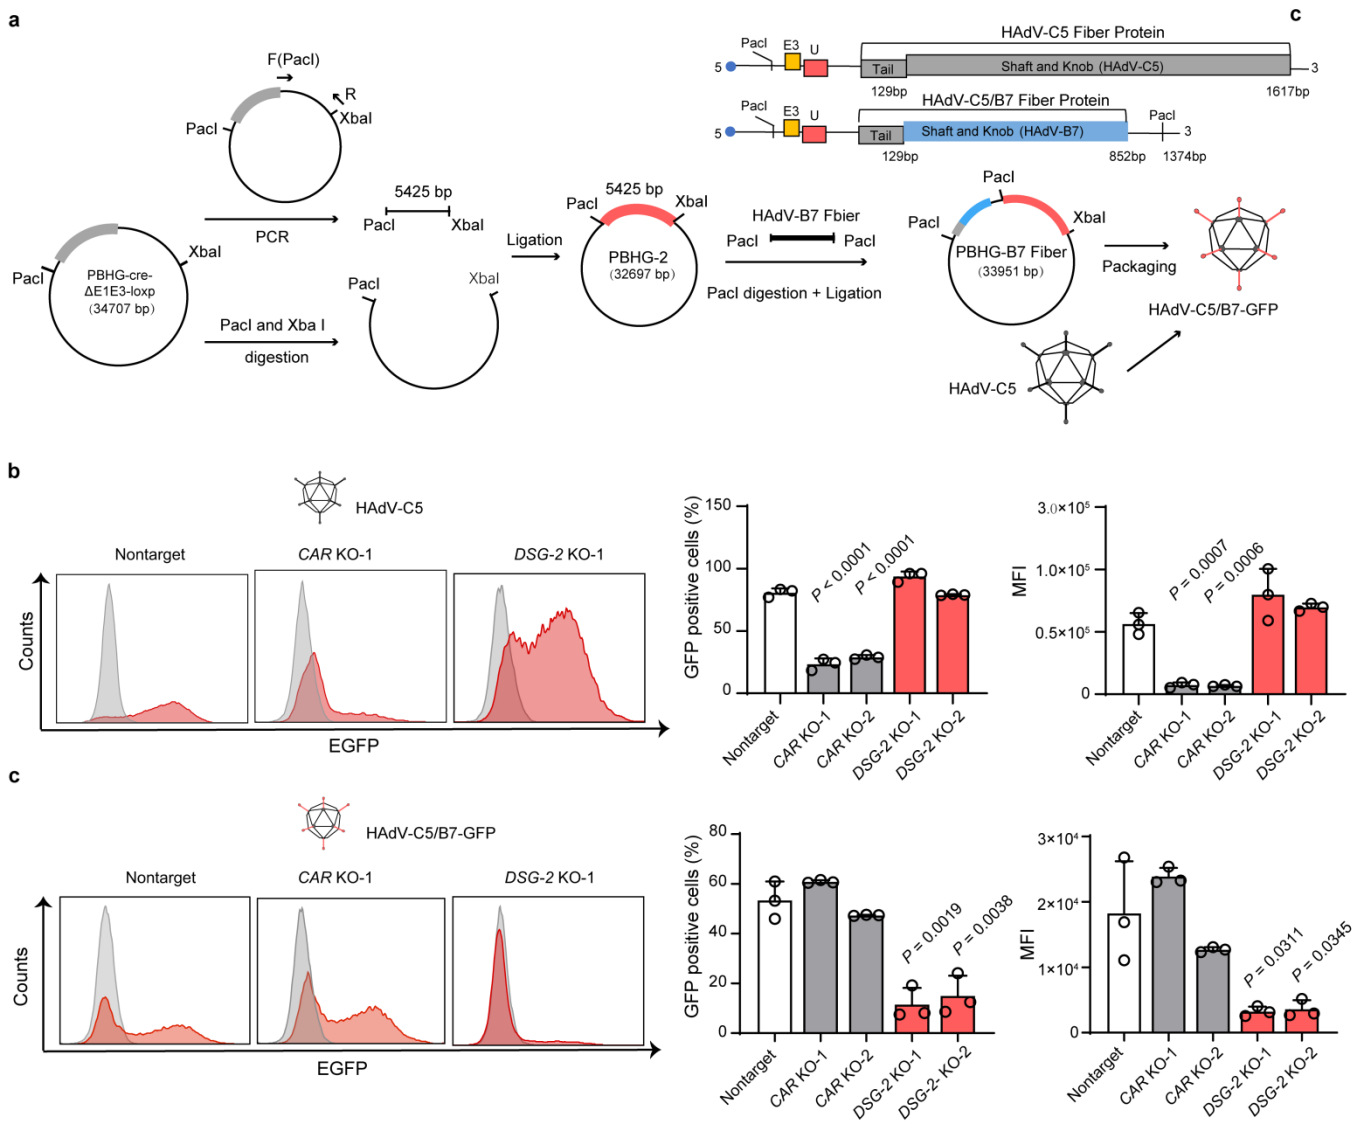 a
c
F(PacI)
R
PacI
XbaI
PacI
E3
U
HAdV-C5 Fiber Protein
5
Tail
Shaft and Knob (HAdV-C5)
3
129bp
1617bp
PacI
E3
U
HAdV-C5/B7 Fiber Protein
PacI
5
Tail
Shaft and Knob (HAdV-B7)
3
129bp
852bp
1374bp
PacI
XbaI
PBHG-cre-
ΔE1E3-loxp
(34707 bp)
PCR
PacI and Xba I
digestion
5425 bp
PacI
XbaI
PacI
XbaI
Ligation
5425 bp
PacI
XbaI
PBHG-2
(32697 bp)
HAdV-B7 Fbier
PacI
PacI
PacI digestion + Ligation
PacI
PacI
XbaI
PBHG-B7 Fiber
(33951 bp)
Packaging
HAdV-C5/B7-GFP
HAdV-C5
b
HAdV-C5
Nontarget
CAR KO-1
DSG-2 KO-1
Counts
EGFP
GFP positive cells (%)
150
100
50
0
P < 0.0001
P < 0.0001
Nontarget
CAR KO-1
CAR KO-2
DSG-2 KO-1
DSG-2 KO-2
MFI
3.0×10⁵
1.0×10⁵
0.5×10⁵
0
P = 0.0007
P = 0.0006
Nontarget
CAR KO-1
CAR KO-2
DSG-2 KO-1
DSG-2 KO-2
c
HAdV-C5/B7-GFP
Nontarget
CAR KO-1
DSG-2 KO-1
Counts
EGFP
GFP positive cells (%)
80
60
40
20
0
P = 0.0019
P = 0.0038
Nontarget
CAR KO-1
CAR KO-2
DSG-2 KO-1
DSG-2- KO-2
MFI
3×10⁴
2×10⁴
1×10⁴
0
P = 0.0311
P = 0.0345
Nontarget
CAR KO-1
CAR KO-2
DSG-2 KO-1
DSG-2 KO-2